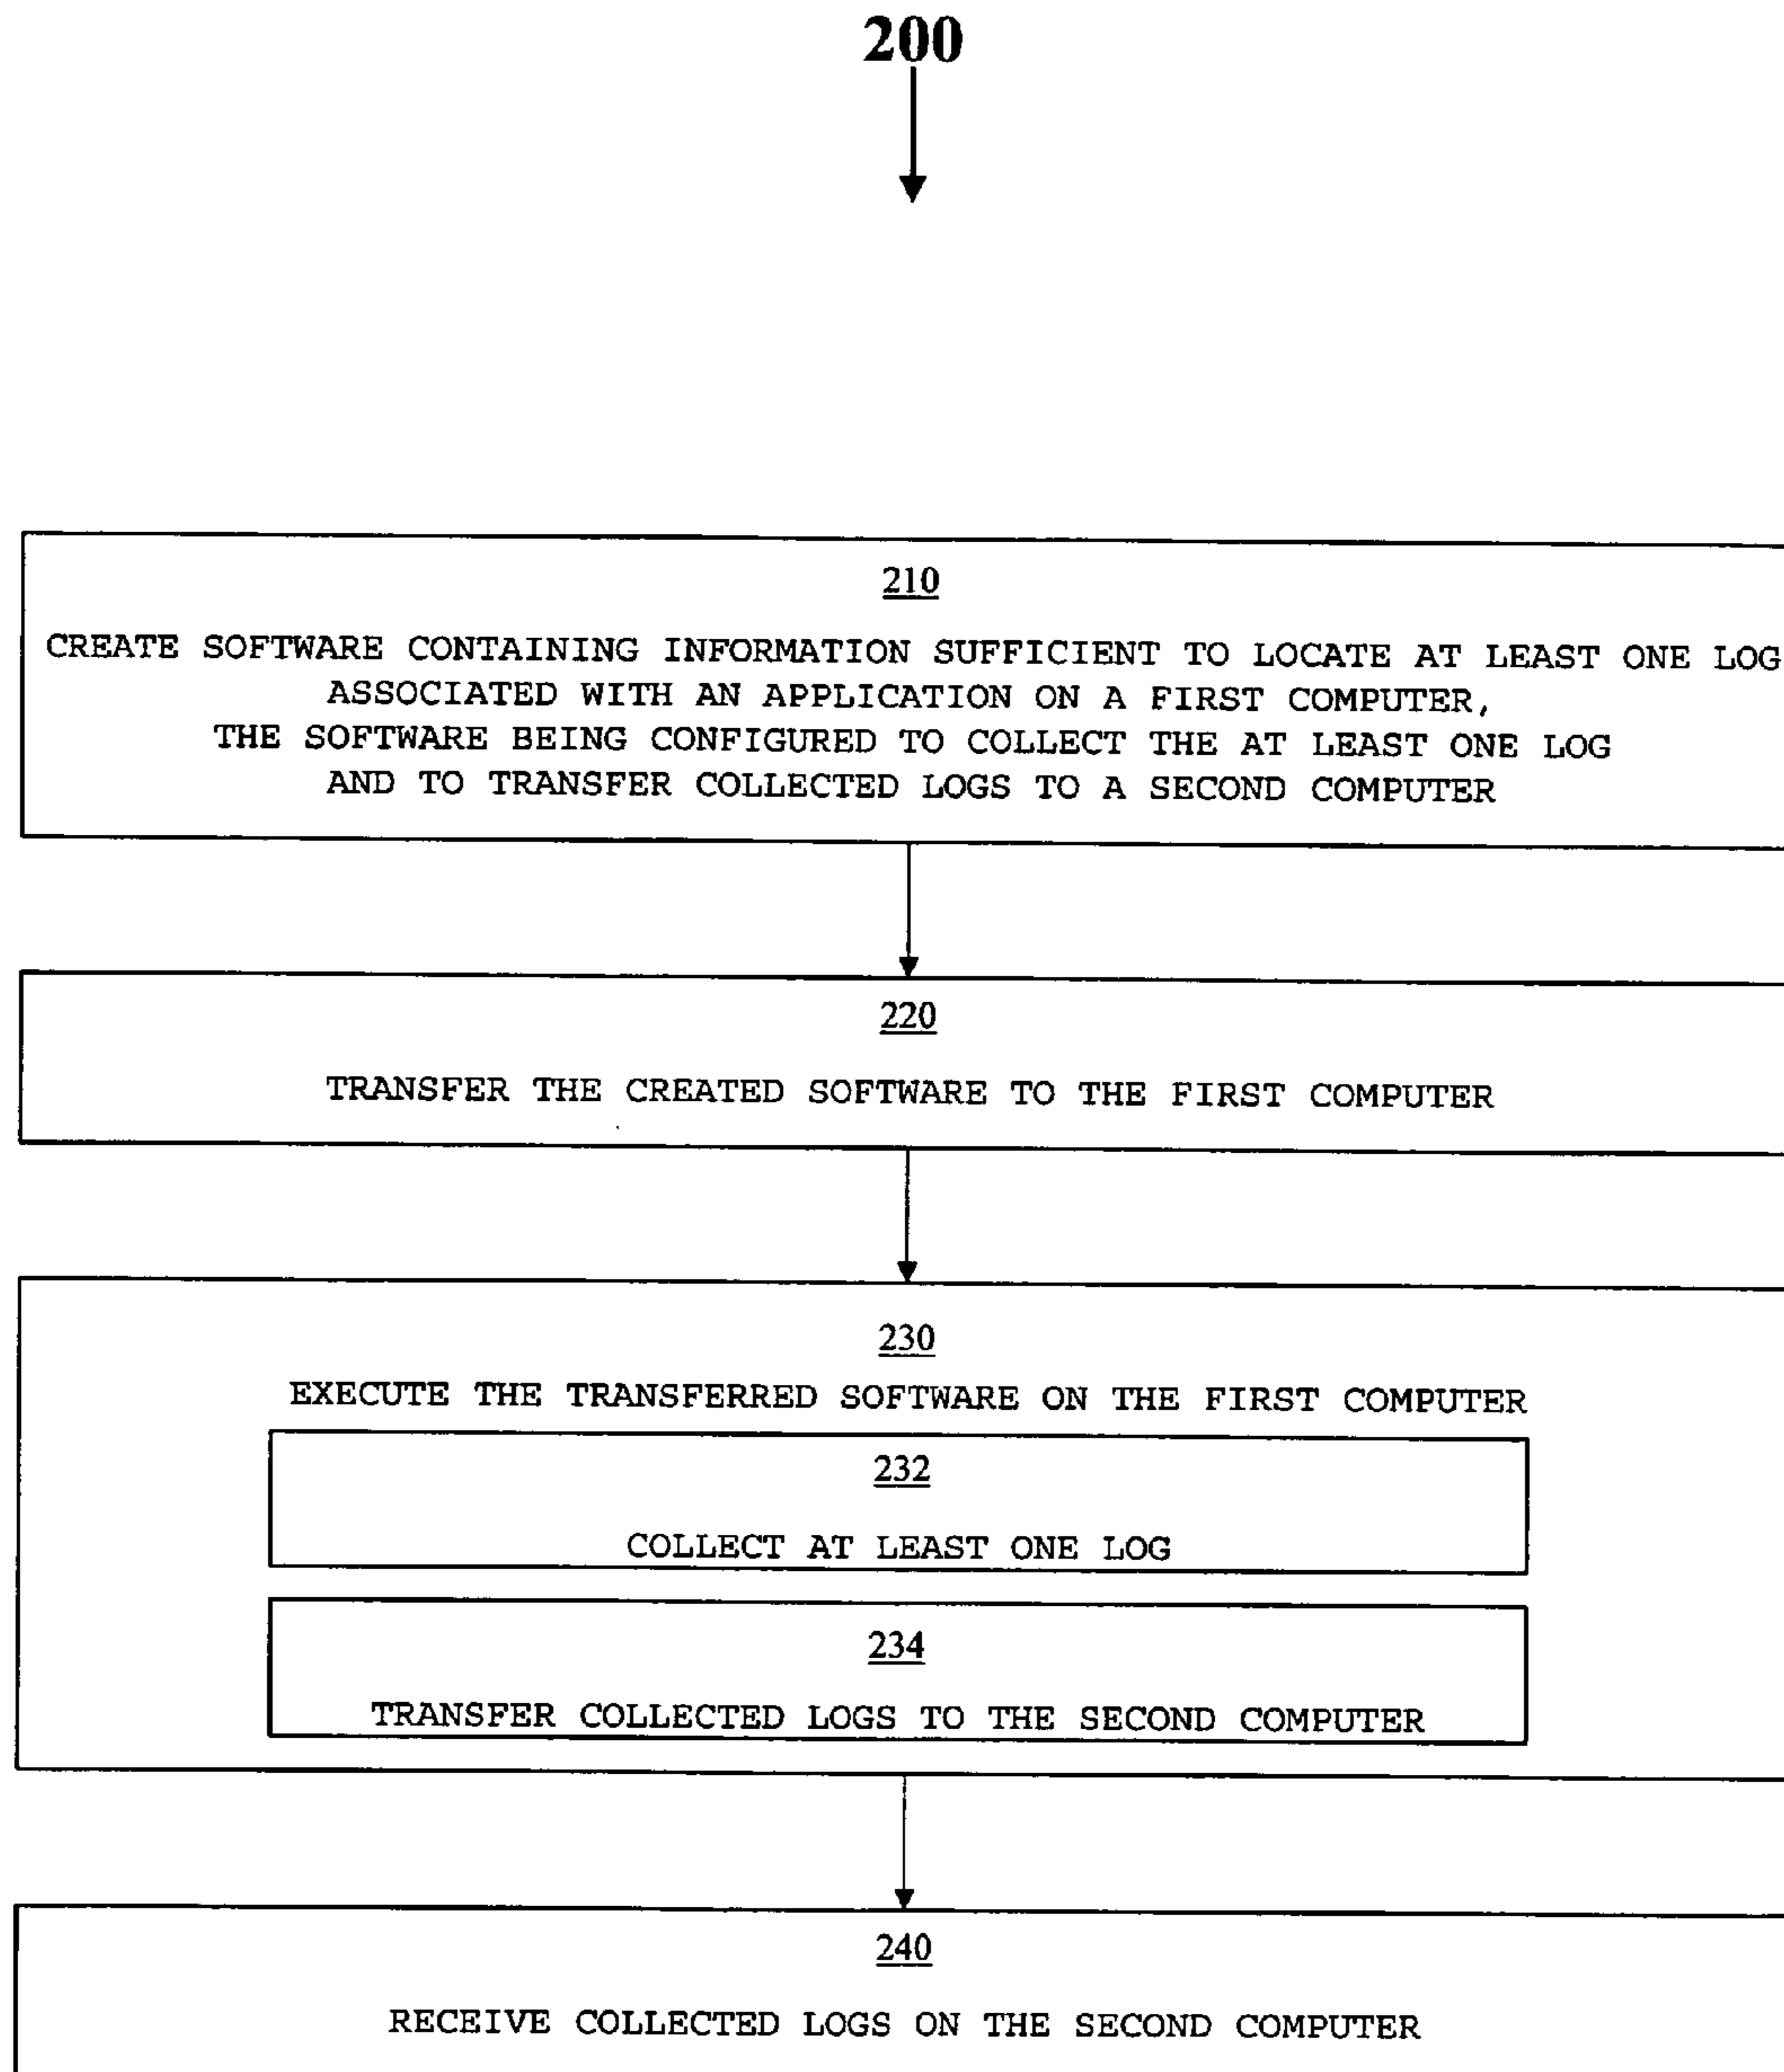 200
210
CREATE SOFTWARE CONTAINING INFORMATION SUFFICIENT TO LOCATE AT LEAST ONE LOG
ASSOCIATED WITH AN APPLICATION ON A FIRST COMPUTER,
THE SOFTWARE BEING CONFIGURED TO COLLECT THE AT LEAST ONE LOG
AND TO TRANSFER COLLECTED LOGS TO A SECOND COMPUTER
220
TRANSFER THE CREATED SOFTWARE TO THE FIRST COMPUTER
230
EXECUTE THE TRANSFERRED SOFTWARE ON THE FIRST COMPUTER
232
COLLECT AT LEAST ONE LOG
234
TRANSFER COLLECTED LOGS TO THE SECOND COMPUTER
240
RECEIVE COLLECTED LOGS ON THE SECOND COMPUTER